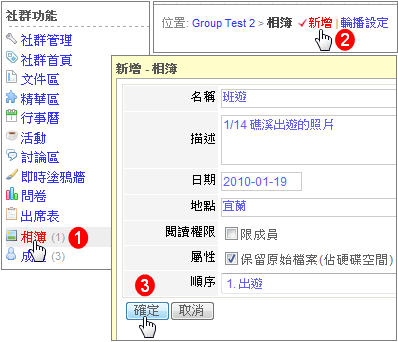 社群功能
社群管理
社群首頁
文件區
精華區
行事曆
活動
討論區
即時塗鴉牆
問卷
出席表
相簿 (1) 1
成 (3)
位置: Group Test 2 > 相簿 新增 | 輪播設定
2
新增 - 相簿
名稱 班遊
描述 1/14 礁溪出遊的照片
日期 2010-01-19
地點 宜蘭
閱讀權限 限成員
屬性 保留原始檔案(佔硬碟空間)
順序 1. 出遊
3
確定 取消